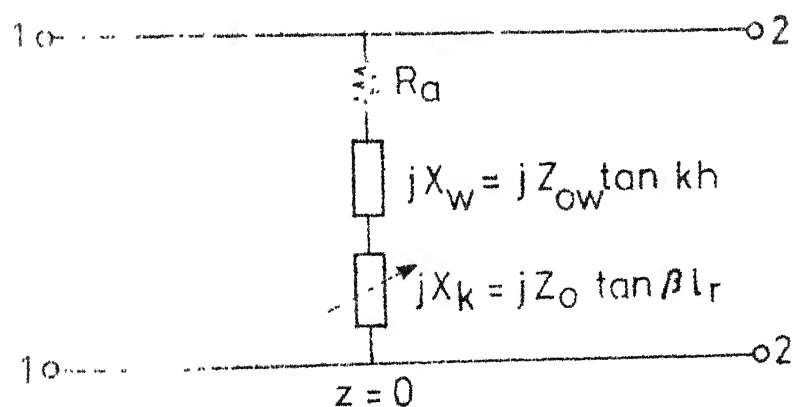 1 2
Ra
jXw = jZow tan kh
jXk = jZo tan βlr
1 2
z = 0